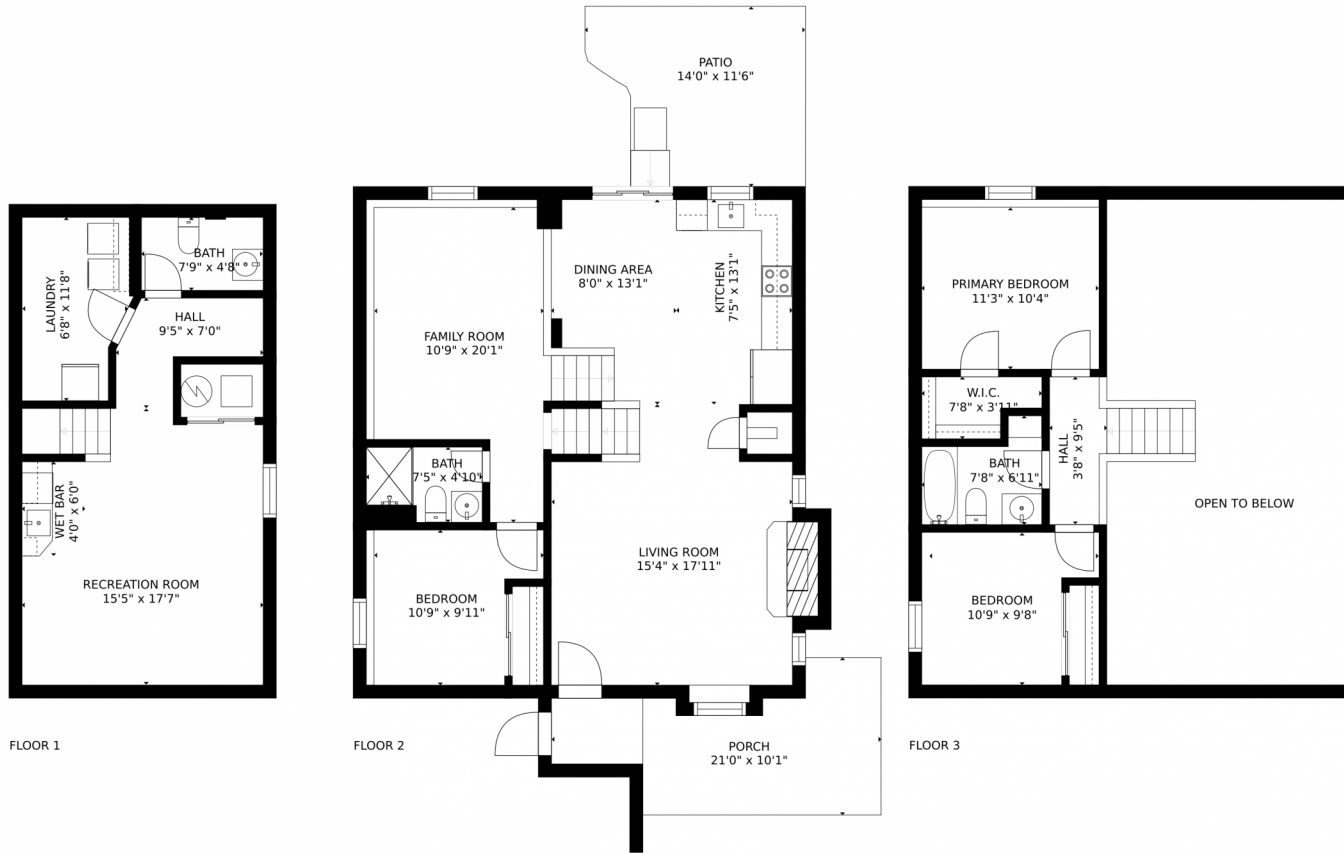 LAUNDRY
6'8" x 11'8"
BATH
7'9" x 4'8"
HALL
9'5" x 7'0"
WET BAR
4'0" x 6'0"
RECREATION ROOM
15'5" x 17'7"
FLOOR 1
PATIO
14'0" x 11'6"
DINING AREA
8'0" x 13'1"
KITCHEN
7'5" x 13'1"
FAMILY ROOM
10'9" x 20'1"
BATH
7'5" x 4'10"
LIVING ROOM
15'4" x 17'11"
BEDROOM
10'9" x 9'11"
PORCH
21'0" x 10'1"
FLOOR 2
PRIMARY BEDROOM
11'3" x 10'4"
W.I.C.
7'8" x 3'11"
HALL
3'8" x 9'5"
BATH
7'8" x 6'11"
OPEN TO BELOW
BEDROOM
10'9" x 9'8"
FLOOR 3